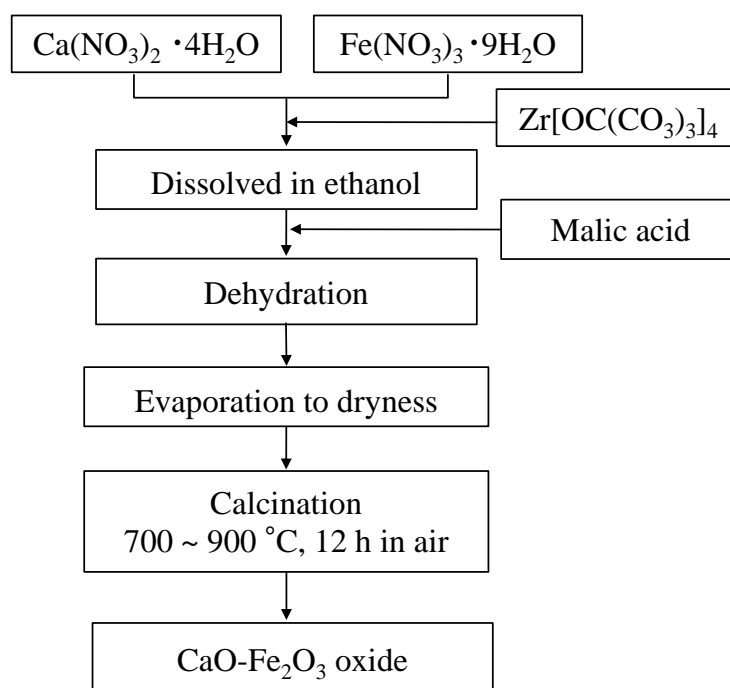 Ca(NO₃)₂ ·4H₂O
Fe(NO₃)₃·9H₂O
Zr[OC(CO₃)₃]₄
Dissolved in ethanol
Malic acid
Dehydration
Evaporation to dryness
Calcination
700 ~ 900 °C, 12 h in air
CaO-Fe₂O₃ oxide